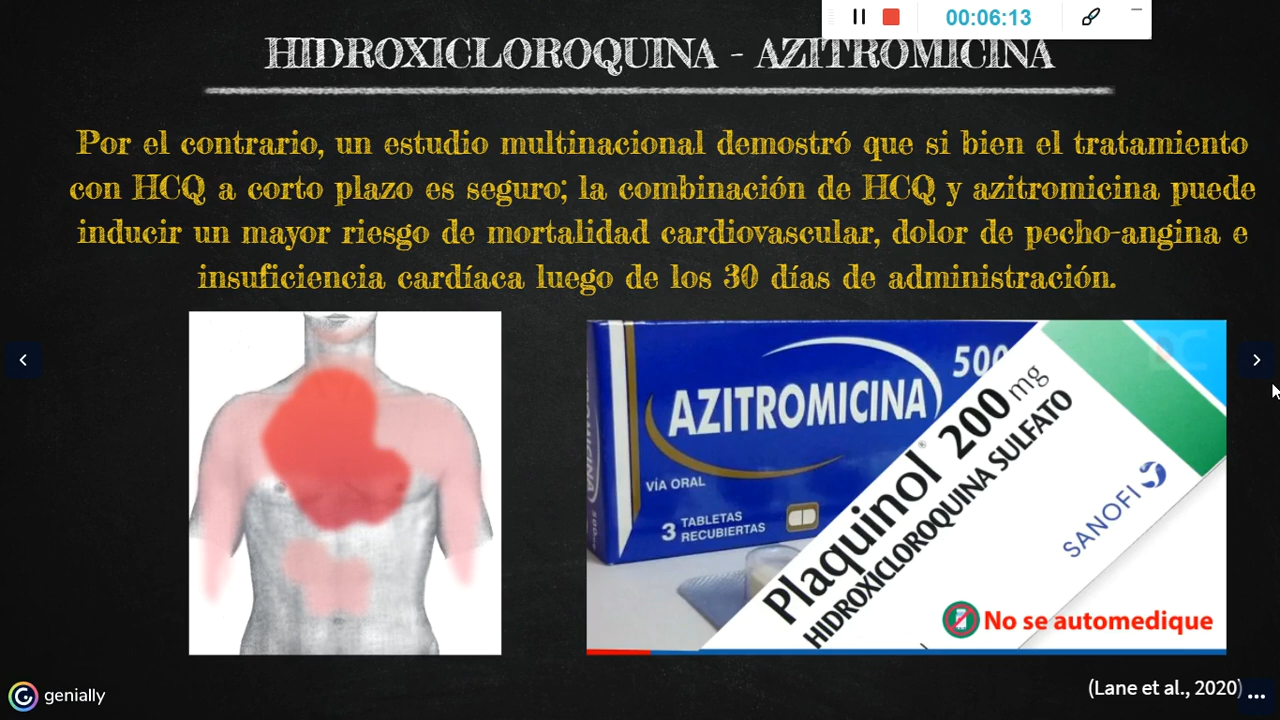 00:06:13
HIDROXICLOROQUINA - AZITROMICINA
Por el contrario, un estudio multinacional demostró que si bien el tratamiento
con HCQ a corto plazo es seguro; la combinación de HCQ y azitromicina puede
inducir un mayor riesgo de mortalidad cardiovascular, dolor de pecho-angina e
insuficiencia cardíaca luego de los 30 días de administración.
500
AZITROMICINA
VÍA ORAL
3 TABLETAS
RECUBIERTAS
Plaquinol® 200 mg
HIDROXICLOROQUINA SULFATO
SANOFI
No se automedique
(Lane et al., 2020)
genially